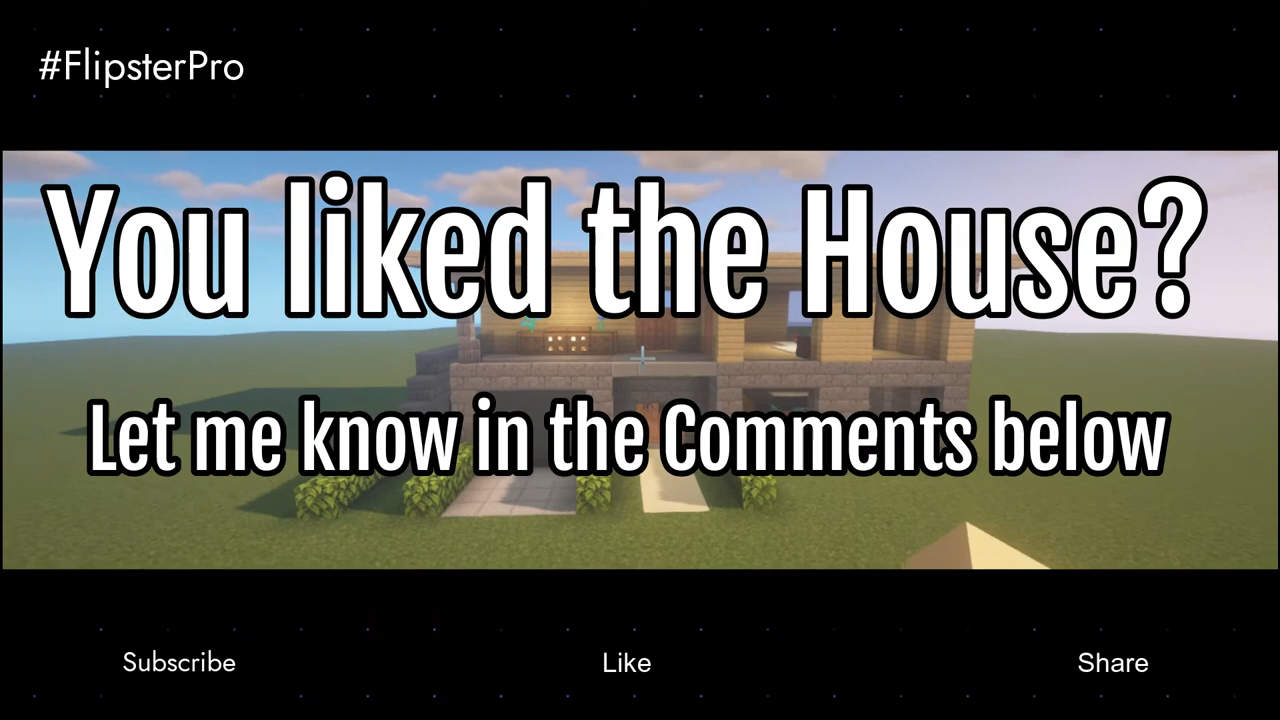 #FlipsterPro
You liked the House?
Let me know in the Comments below
Subscribe
Like
Share